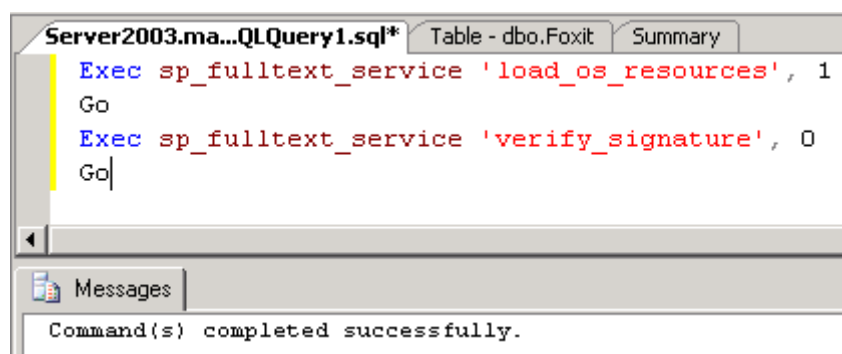 Server2003.ma...QLQuery1.sql* Table - dbo.Foxit Summary
Exec sp_fulltext_service 'load_os_resources', 1
Go
Exec sp_fulltext_service 'verify_signature', 0
Go
Messages
Command(s) completed successfully.